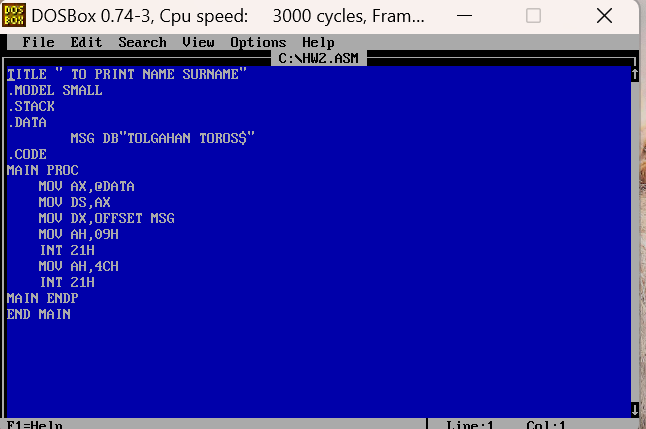 DOS BOX DOSBox 0.74-3, Cpu speed: 3000 cycles, Fram...
File Edit Search View Options Help
C:\HW2.ASM
TITLE " TO PRINT NAME SURNAME"
.MODEL SMALL
.STACK
.DATA
MSG DB"TOLGAHAN TOROS$"
.CODE
MAIN PROC
MOV AX,@DATA
MOV DS,AX
MOV DX,OFFSET MSG
MOV AH,09H
INT 21H
MOV AH,4CH
INT 21H
MAIN ENDP
END MAIN
F1=Help Line:1 Col:1